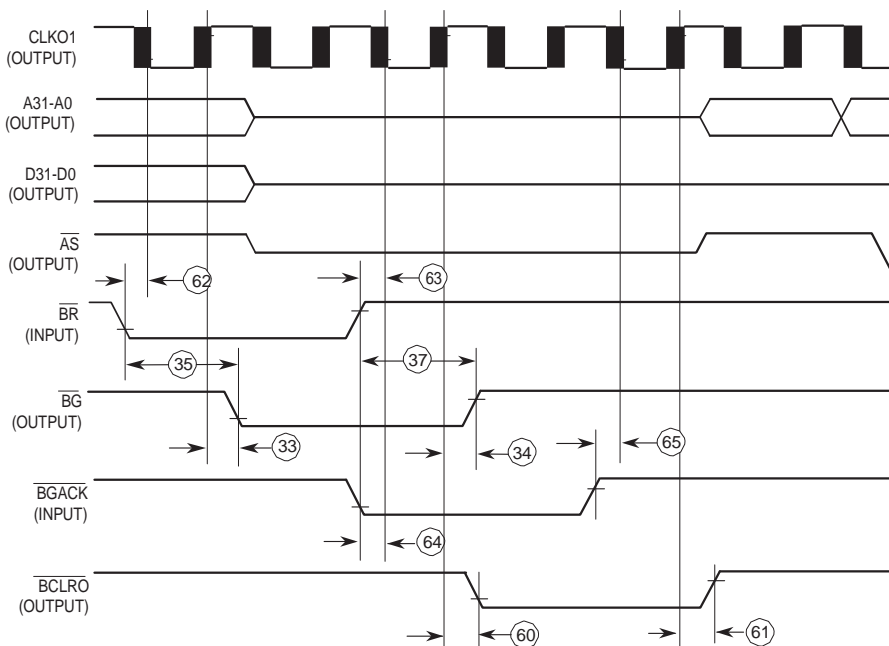 CLKO1
(OUTPUT)
A31-A0
(OUTPUT)
D31-D0
(OUTPUT)
AS
(OUTPUT)
62
63
BR
(INPUT)
35
37
BG
(OUTPUT)
33
34
65
BGACK
(INPUT)
64
BCLRO
(OUTPUT)
60
61